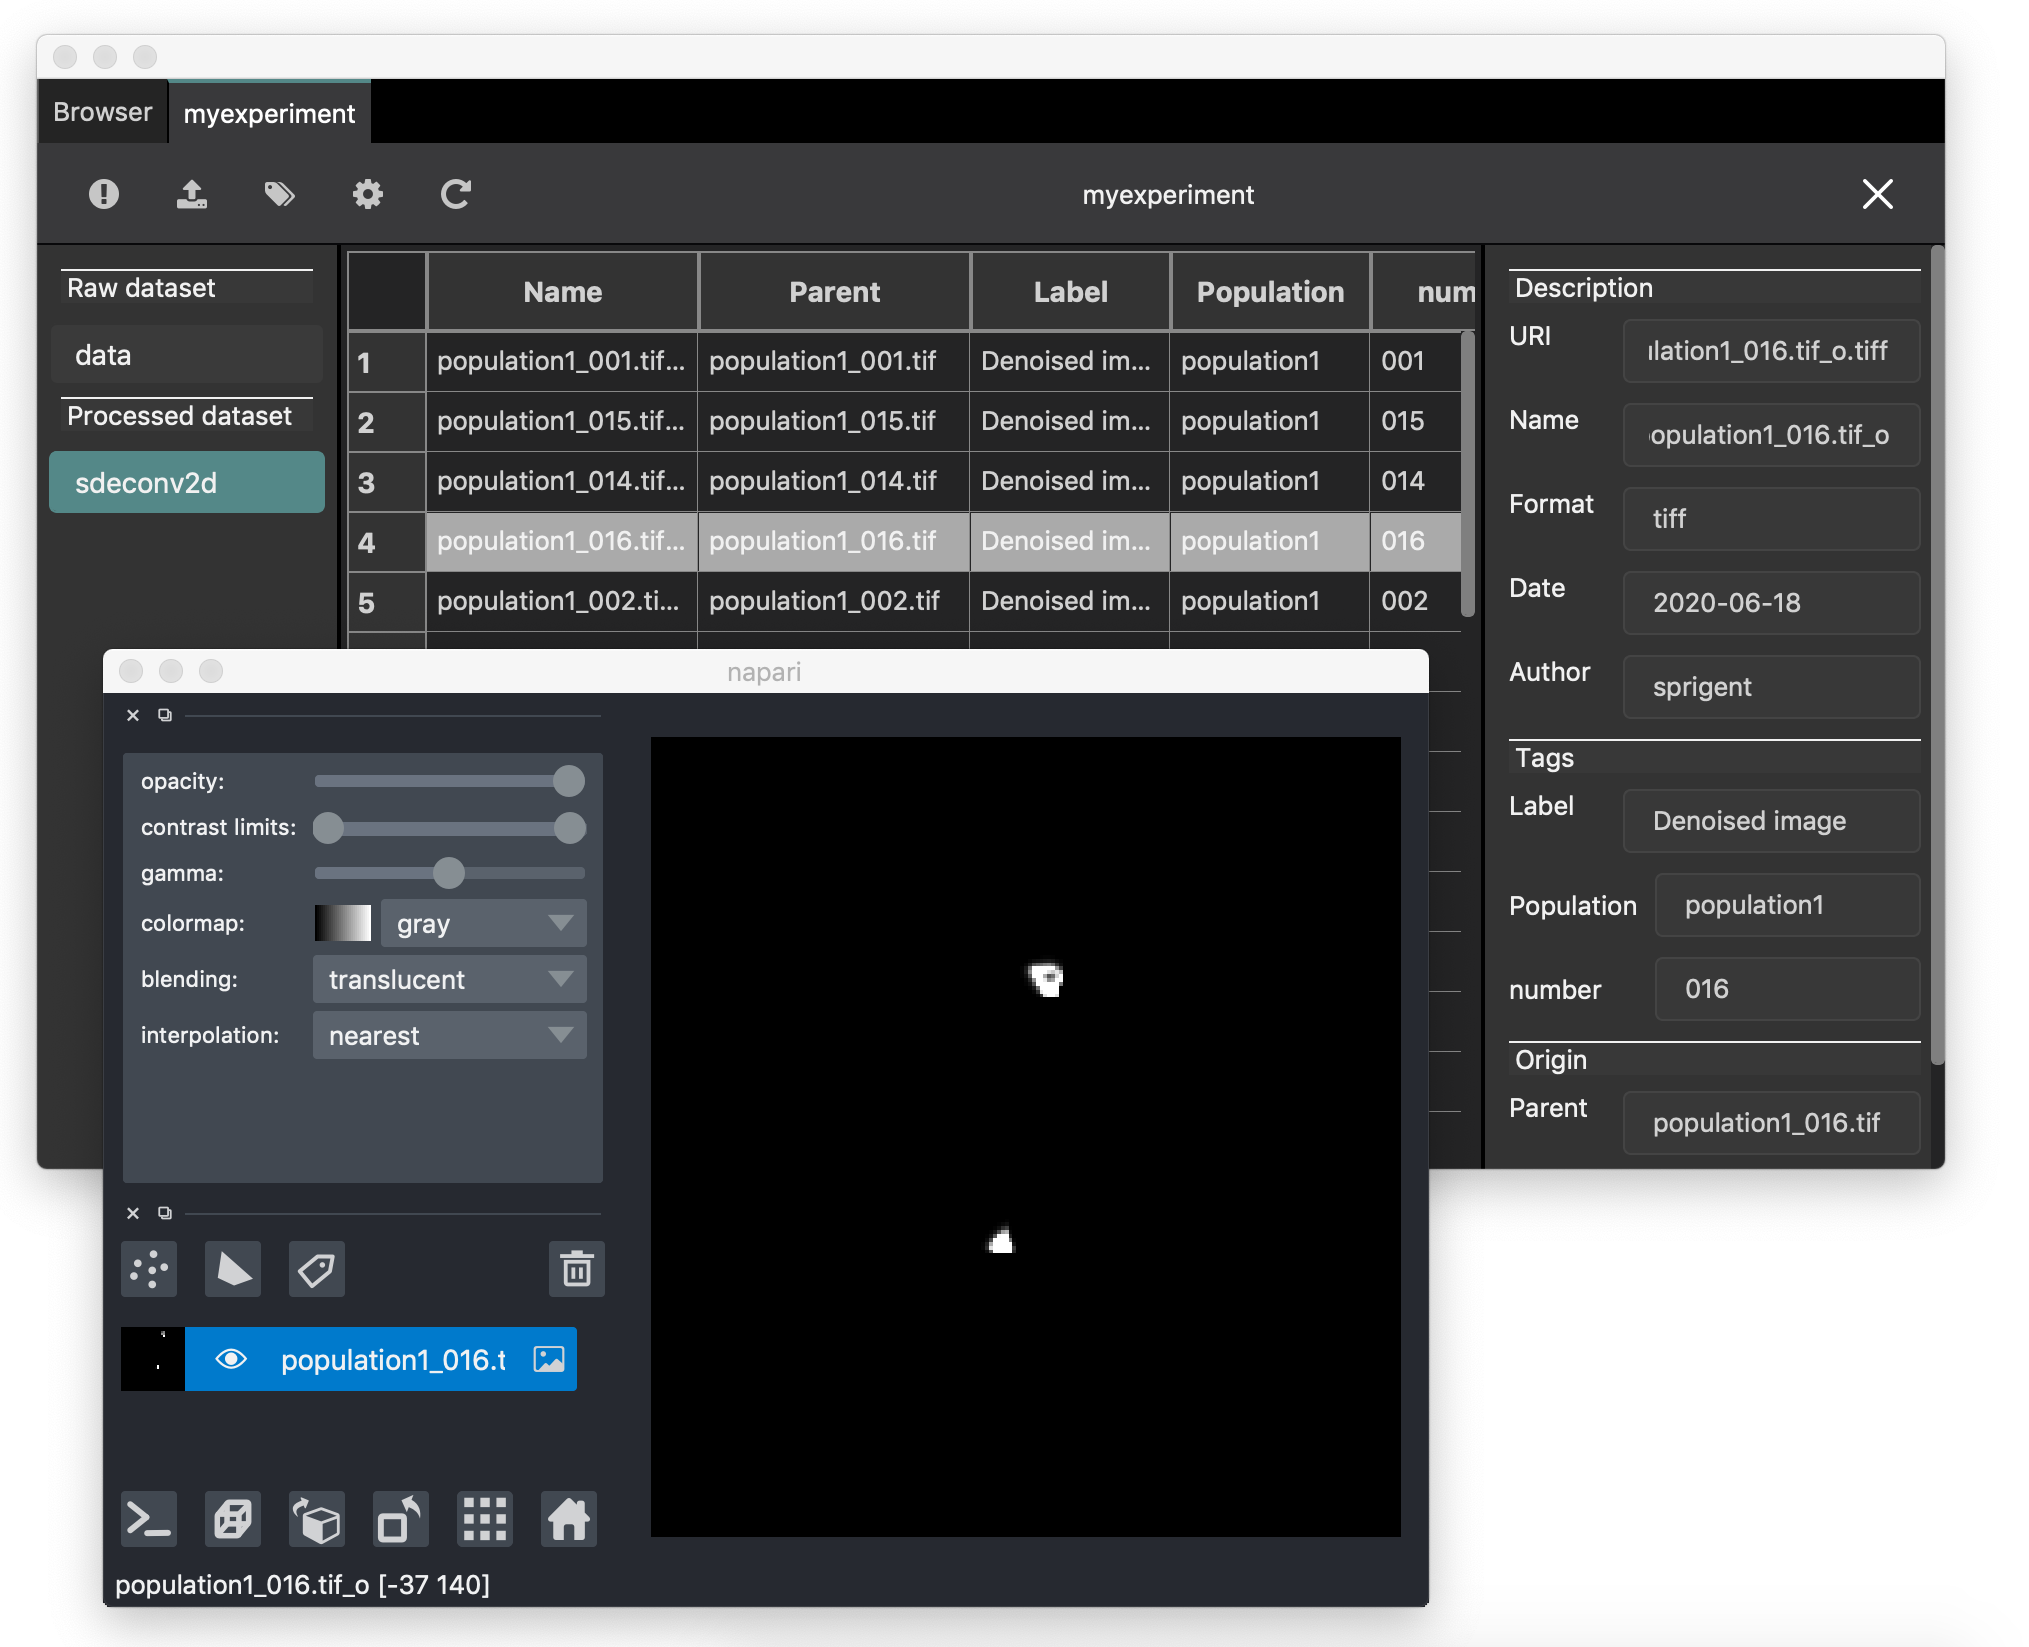 Browser
myexperiment
myexperiment
Raw dataset
data
Processed dataset
sdeconv2d
Name Parent Label Population num
1 population1_001.tif... population1_001.tif Denoised im... population1 001
2 population1_015.tif... population1_015.tif Denoised im... population1 015
3 population1_014.tif... population1_014.tif Denoised im... population1 014
4 population1_016.tif... population1_016.tif Denoised im... population1 016
5 population1_002.ti... population1_002.tif Denoised im... population1 002
Description
URI lation1_016.tif_o.tiff
Name opulation1_016.tif_o
Format tiff
Date 2020-06-18
Author sprigent
Tags
Label Denoised image
Population population1
number 016
Origin
Parent population1_016.tif
napari
opacity:
contrast limits:
gamma:
colormap: gray
blending: translucent
interpolation: nearest
population1_016.t
population1_016.tif_o [-37 140]